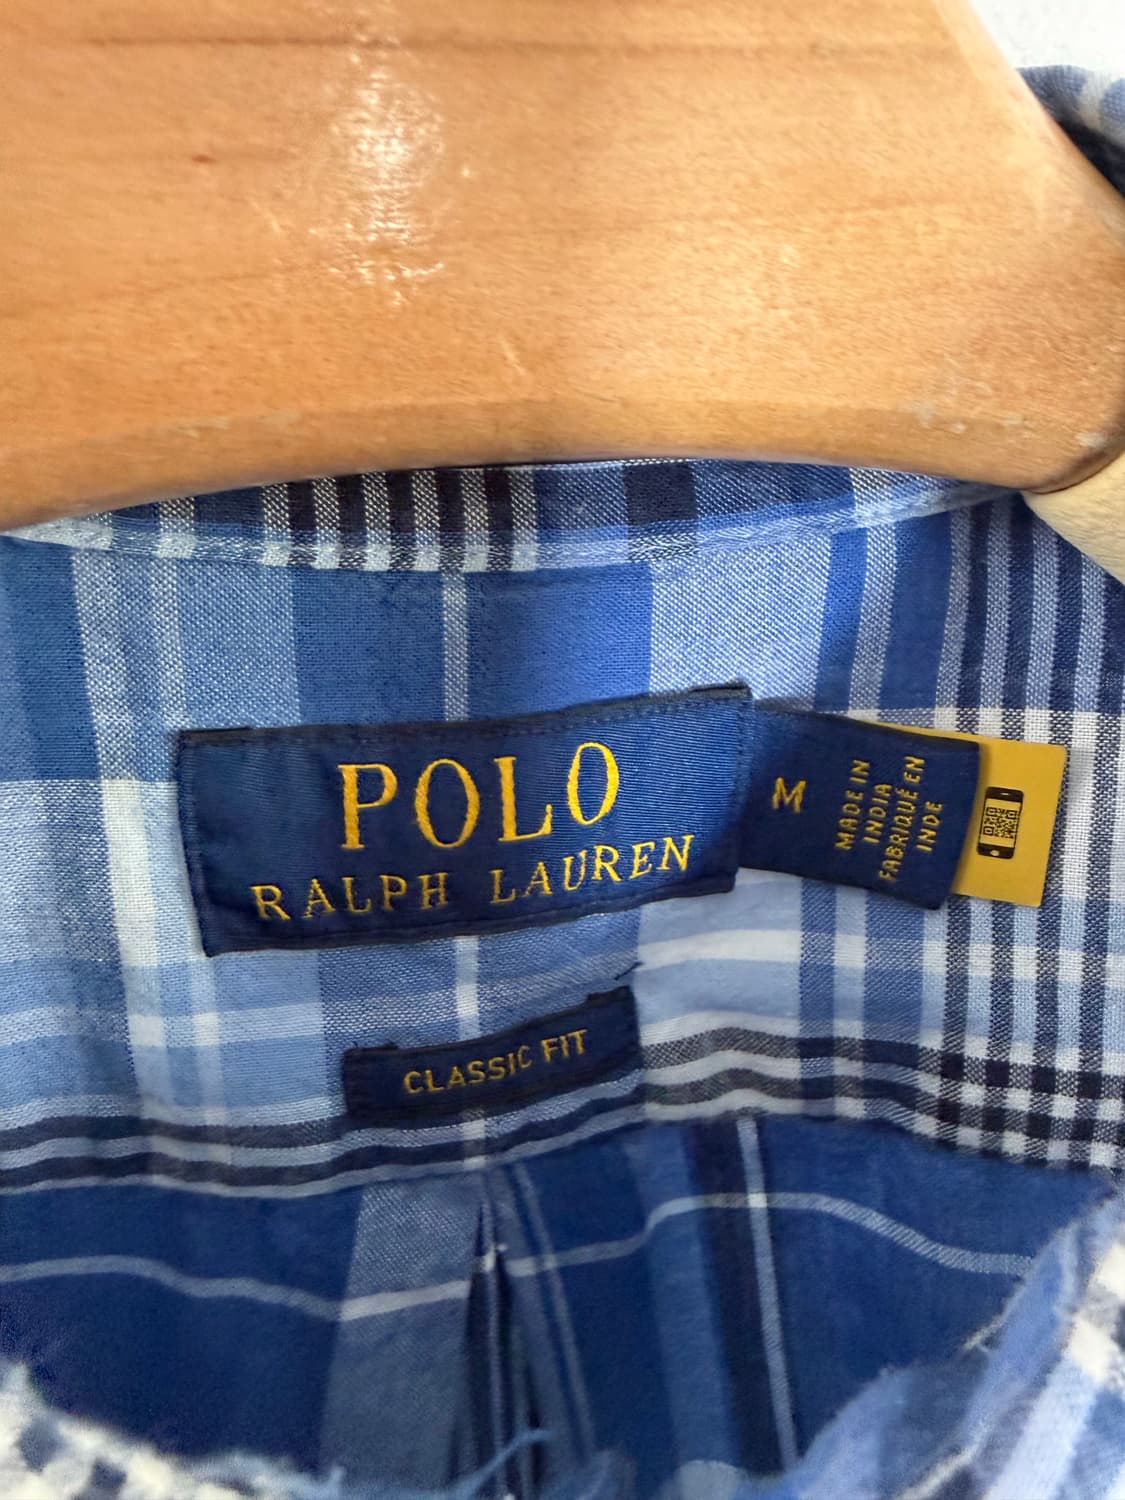 POLO
RALPH LAUREN
M
MADE IN
INDIA
FABRIQUÉ EN
INDE
CLASSIC FIT